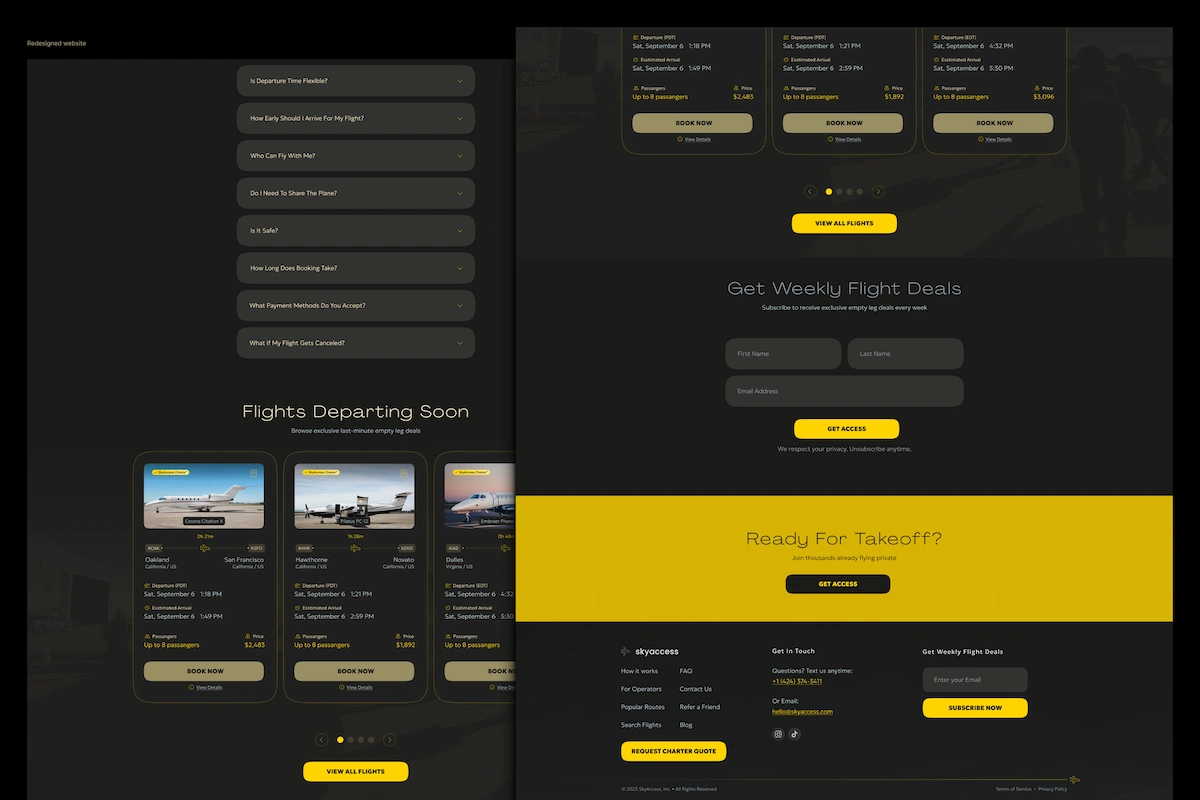 Redesigned website
Is Departure Time Flexible?
How Early Should I Arrive For My Flight?
Who Can Fly With Me?
Do I Need To Share The Plane?
Is It Safe?
How Long Does Booking Take?
What Payment Methods Do You Accept?
What If My Flight Gets Canceled?
Flights Departing Soon
Browse exclusive last-minute empty leg deals
SkyAccess Choice
Cessna Citation X
0h 21m
KOAK KSFO
Oakland San Francisco
California / US California / US
Departure (PDT)
Sat, September 6 1:18 PM
Esstimated Arrival
Sat, September 6 1:49 PM
Passangers Price
Up to 8 passangers $2,483
BOOK NOW
View Details
SkyAccess Choice
Pilatus PC-12
1h 28m
KHHR KDVO
Hawthorne Novato
California / US California / US
Departure (PDT)
Sat, September 6 1:21 PM
Esstimated Arrival
Sat, September 6 2:59 PM
Passangers Price
Up to 8 passangers $1,892
BOOK NOW
View Details
SkyAccess Choice
Embraer Pheno
0h 48
KIAD
Dulles
Virginia / US
Departure (EDT)
Sat, September 6 4:32
Esstimated Arrival
Sat, September 6 5:30
Passangers
Up to 8 passangers
BOOK N
View De
VIEW ALL FLIGHTS
Departure (PDT)
Sat, September 6 1:18 PM
Esstimated Arrival
Sat, September 6 1:49 PM
Passangers Price
Up to 8 passangers $2,483
BOOK NOW
View Details
Departure (PDT)
Sat, September 6 1:21 PM
Esstimated Arrival
Sat, September 6 2:59 PM
Passangers Price
Up to 8 passangers $1,892
BOOK NOW
View Details
Departure (EDT)
Sat, September 6 4:32 PM
Esstimated Arrival
Sat, September 6 5:30 PM
Passangers Price
Up to 8 passangers $3,096
BOOK NOW
View Details
VIEW ALL FLIGHTS
Get Weekly Flight Deals
Subscribe to receive exclusive empty leg deals every week
First Name Last Name
Email Address
GET ACCESS
We respect your privacy. Unsubscribe anytime.
Ready For Takeoff?
Join thousands already flying private
GET ACCESS
skyaccess
How it works FAQ
For Operators Contact Us
Popular Routes Refer a Friend
Search Flights Blog
REQUEST CHARTER QUOTE
Get In Touch
Questions? Text us anytime:
+1 (424) 374-3411
Or Email:
hello@skyaccess.com
Get Weekly Flight Deals
Enter your Email
SUBSCRIBE NOW
© 2025 SkyAccess, Inc. • All Rights Reserved
Terms of Service • Privacy Policy